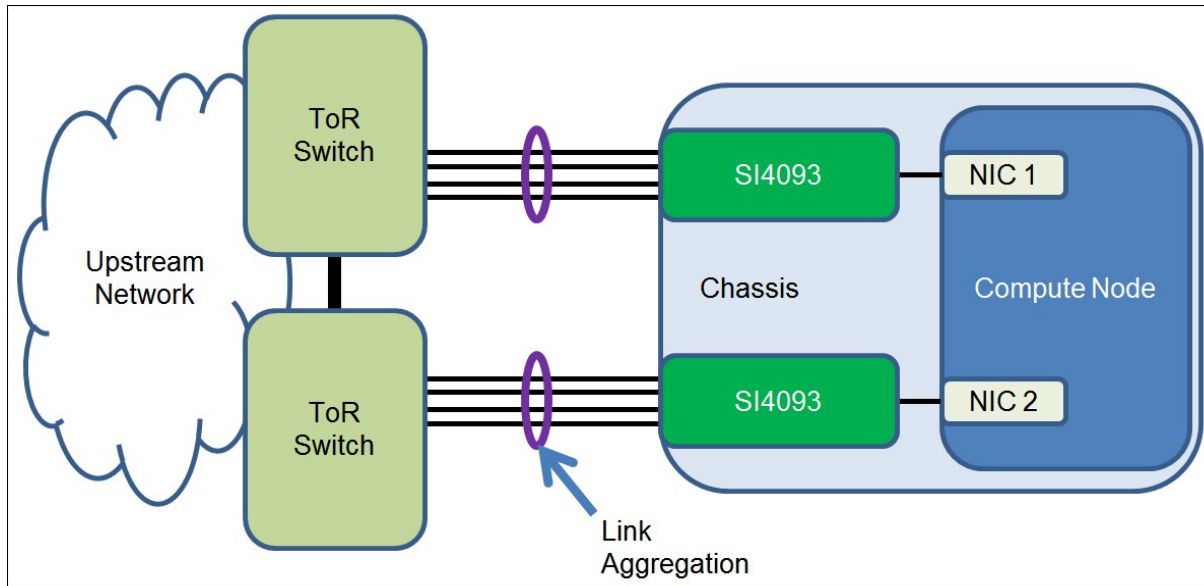 ToR
Switch
SI4093
NIC 1
Upstream
Network
Chassis
Compute Node
ToR
Switch
SI4093
NIC 2
Link
Aggregation